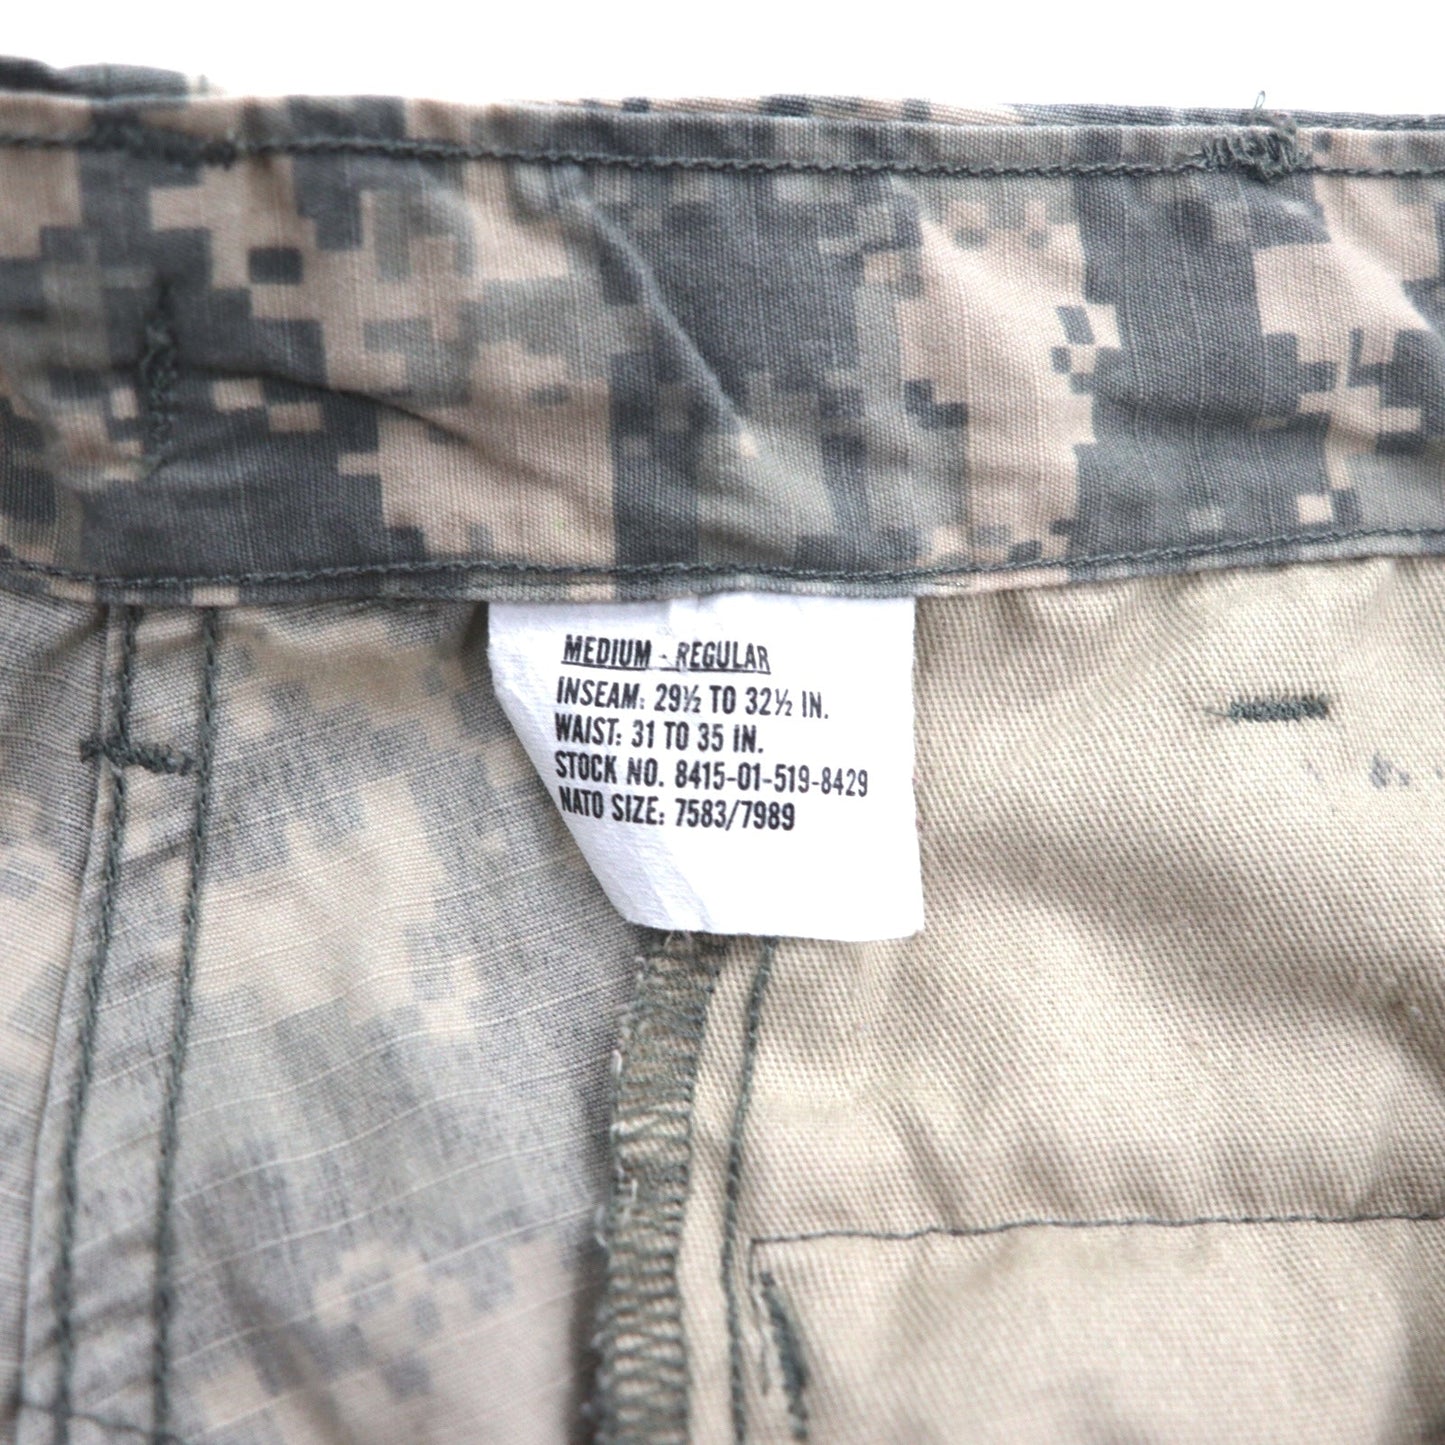 MEDIUM - REGULAR
INSEAM: 29½ TO 32½ IN.
WAIST: 31 TO 35 IN.
STOCK NO. 8415-01-519-8429
NATO SIZE: 7583/7989